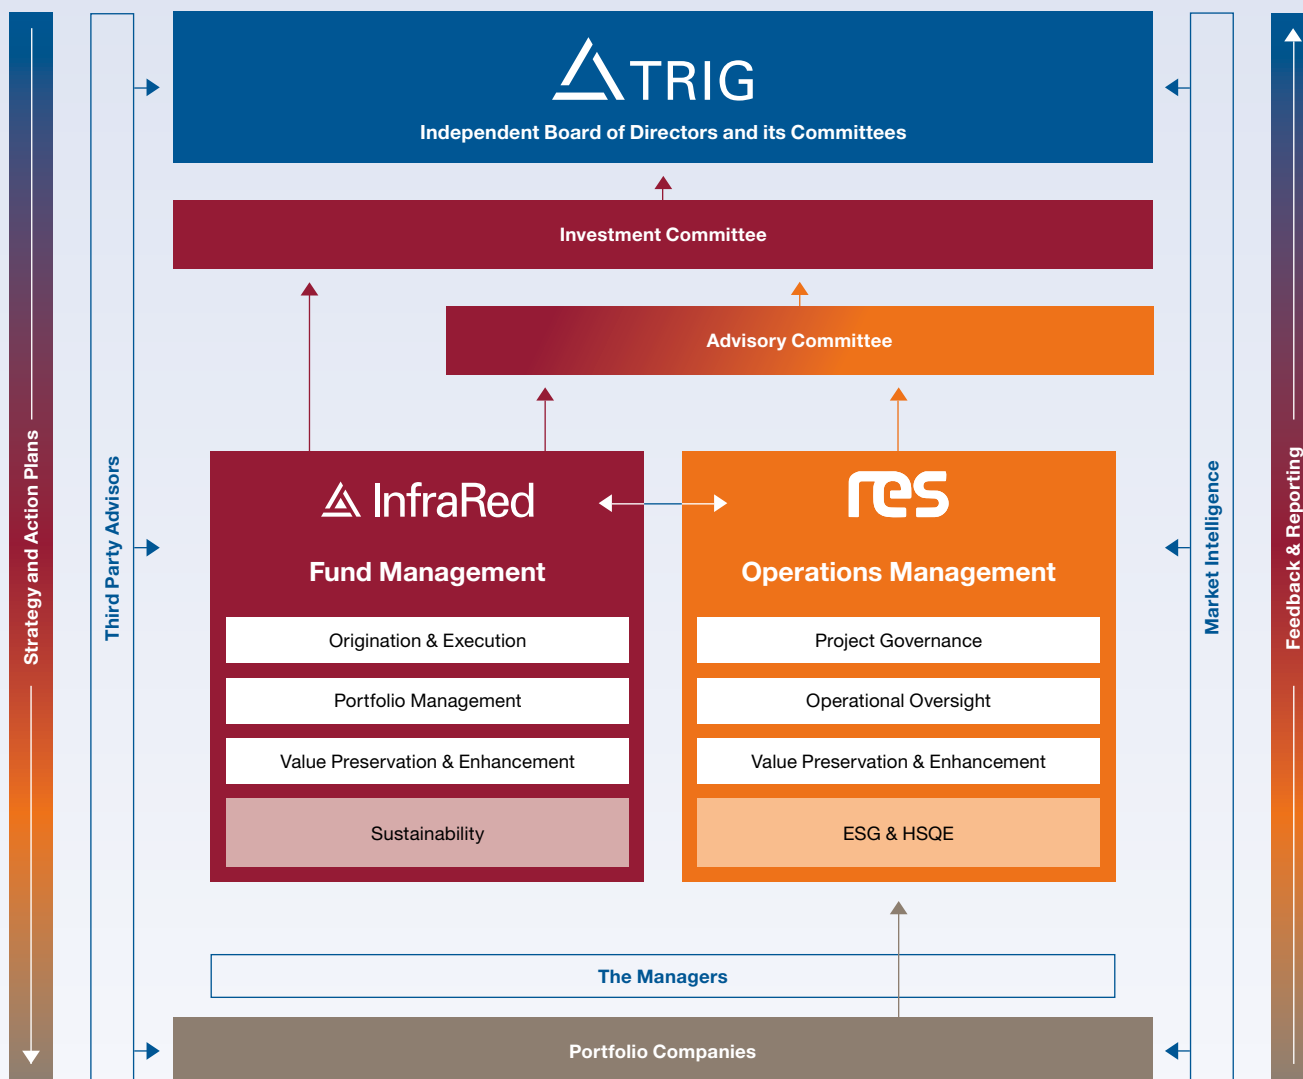 TRIG
Independent Board of Directors and its Committees
Investment Committee
Advisory Committee
Strategy and Action Plans
Third Party Advisors
InfraRed
Fund Management
Origination & Execution
Portfolio Management
Value Preservation & Enhancement
Sustainability
res
Operations Management
Project Governance
Operational Oversight
Value Preservation & Enhancement
ESG & HSQE
Market Intelligence
Feedback & Reporting
The Managers
Portfolio Companies